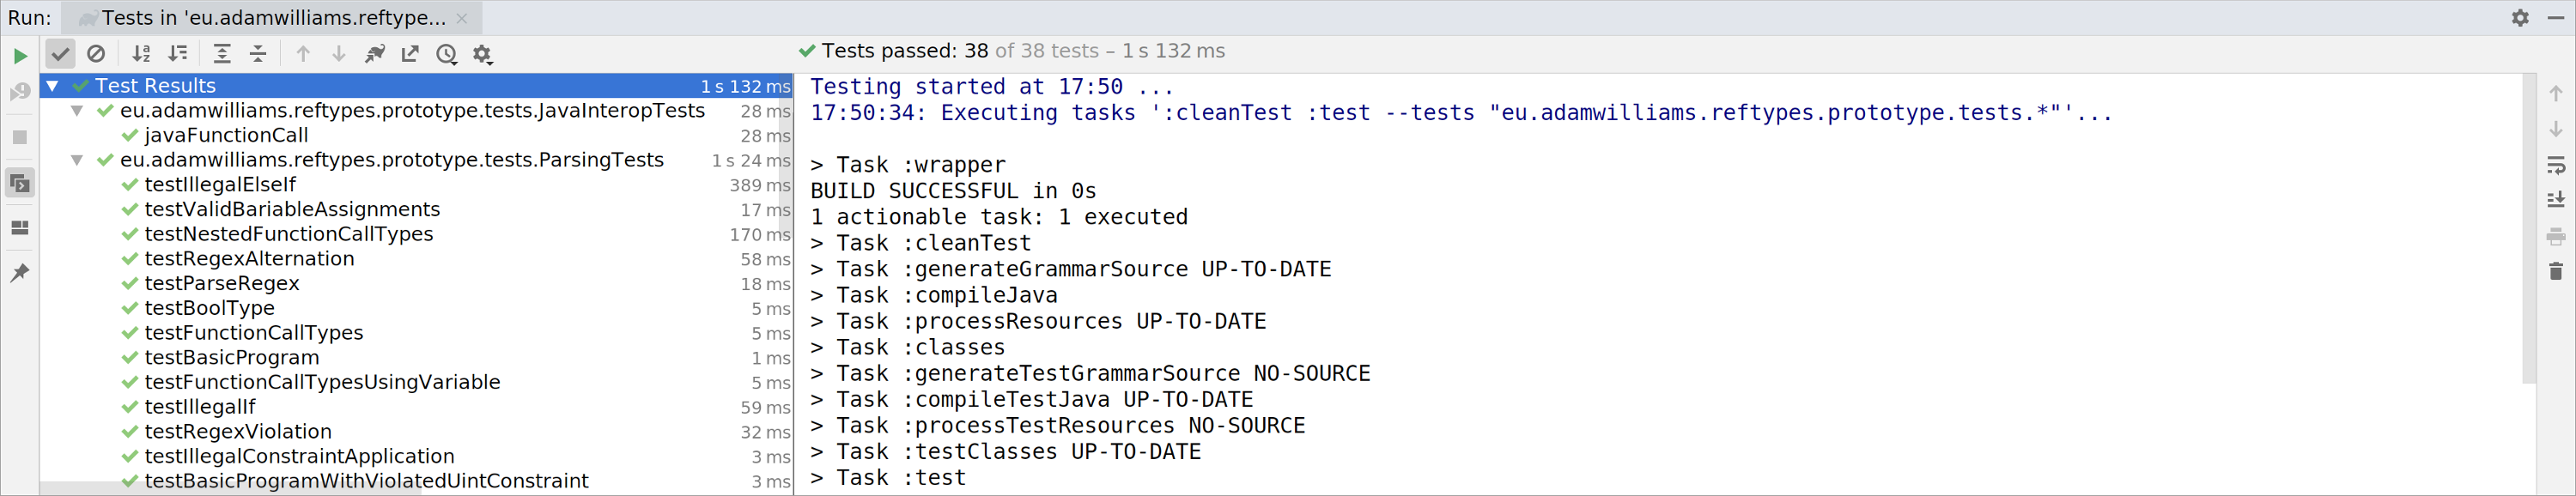 Run: Tests in 'eu.adamwilliams.reftype...
Tests passed: 38 of 38 tests – 1 s 132 ms
Test Results 1 s 132 ms
eu.adamwilliams.reftypes.prototype.tests.JavaInteropTests 28 ms
javaFunctionCall 28 ms
eu.adamwilliams.reftypes.prototype.tests.ParsingTests 1 s 24 ms
testIllegalElseIf 389 ms
testValidBariableAssignments 17 ms
testNestedFunctionCallTypes 170 ms
testRegexAlternation 58 ms
testParseRegex 18 ms
testBoolType 5 ms
testFunctionCallTypes 5 ms
testBasicProgram 1 ms
testFunctionCallTypesUsingVariable 5 ms
testIllegalIf 59 ms
testRegexViolation 32 ms
testIllegalConstraintApplication 3 ms
testBasicProgramWithViolatedUintConstraint 3 ms
Testing started at 17:50 ...
17:50:34: Executing tasks ':cleanTest :test --tests "eu.adamwilliams.reftypes.prototype.tests.*"'...
> Task :wrapper
BUILD SUCCESSFUL in 0s
1 actionable task: 1 executed
> Task :cleanTest
> Task :generateGrammarSource UP-TO-DATE
> Task :compileJava
> Task :processResources UP-TO-DATE
> Task :classes
> Task :generateTestGrammarSource NO-SOURCE
> Task :compileTestJava UP-TO-DATE
> Task :processTestResources NO-SOURCE
> Task :testClasses UP-TO-DATE
> Task :test